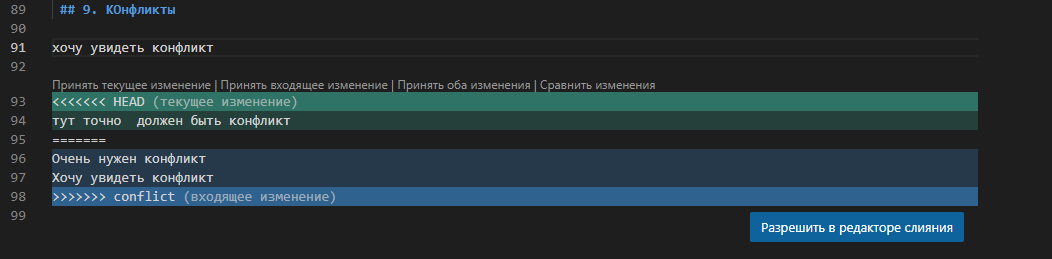 89 ## 9. КОнфликты
90
91 хочу увидеть конфликт
92
Принять текущее изменение | Принять входящее изменение | Принять оба изменения | Сравнить изменения
93 <<<<<<< HEAD (текущее изменение)
94 тут точно  должен быть конфликт
95 =======
96 Очень нужен конфликт
97 Хочу увидеть конфликт
98 >>>>>>> conflict (входящее изменение)
99
Разрешить в редакторе слияния